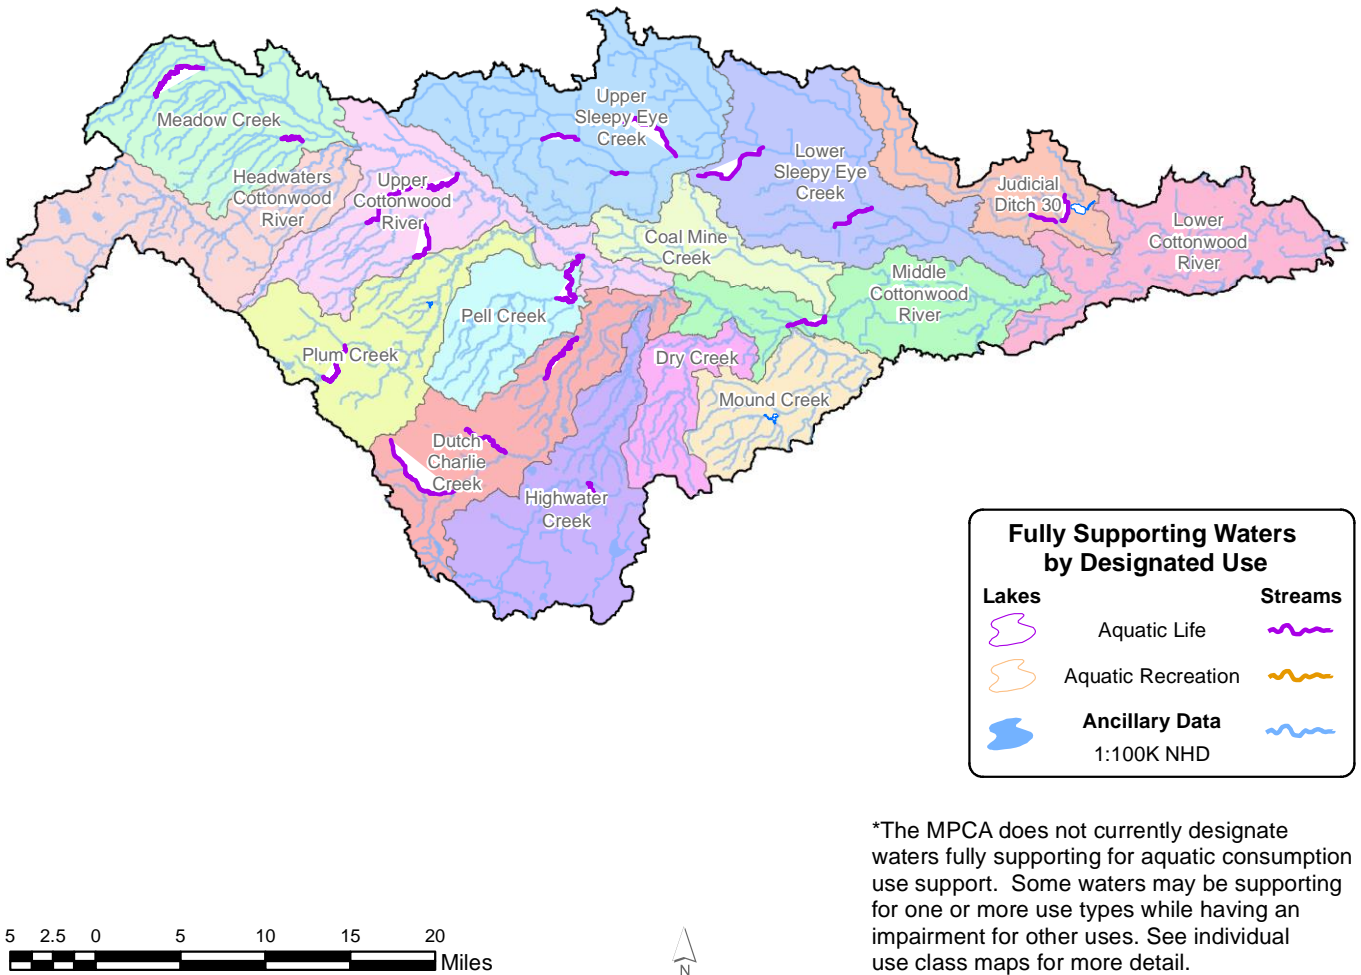 Upper
Sleepy Eye
Creek
Meadow Creek
Lower
Sleepy Eye
Creek
Headwaters
Cottonwood
River
Upper
Cottonwood
River
Judicial
Ditch 30
Lower
Cottonwood
River
Coal Mine
Creek
Middle
Cottonwood
River
Pell Creek
Plum Creek
Dry Creek
Mound Creek
Dutch
Charlie
Creek
Highwater
Creek
Fully Supporting Waters
by Designated Use
Lakes Streams
Aquatic Life
Aquatic Recreation
Ancillary Data
1:100K NHD
*The MPCA does not currently designate
waters fully supporting for aquatic consumption
use support. Some waters may be supporting
for one or more use types while having an
impairment for other uses. See individual
use class maps for more detail.
5 2.5 0 5 10 15 20
Miles
N